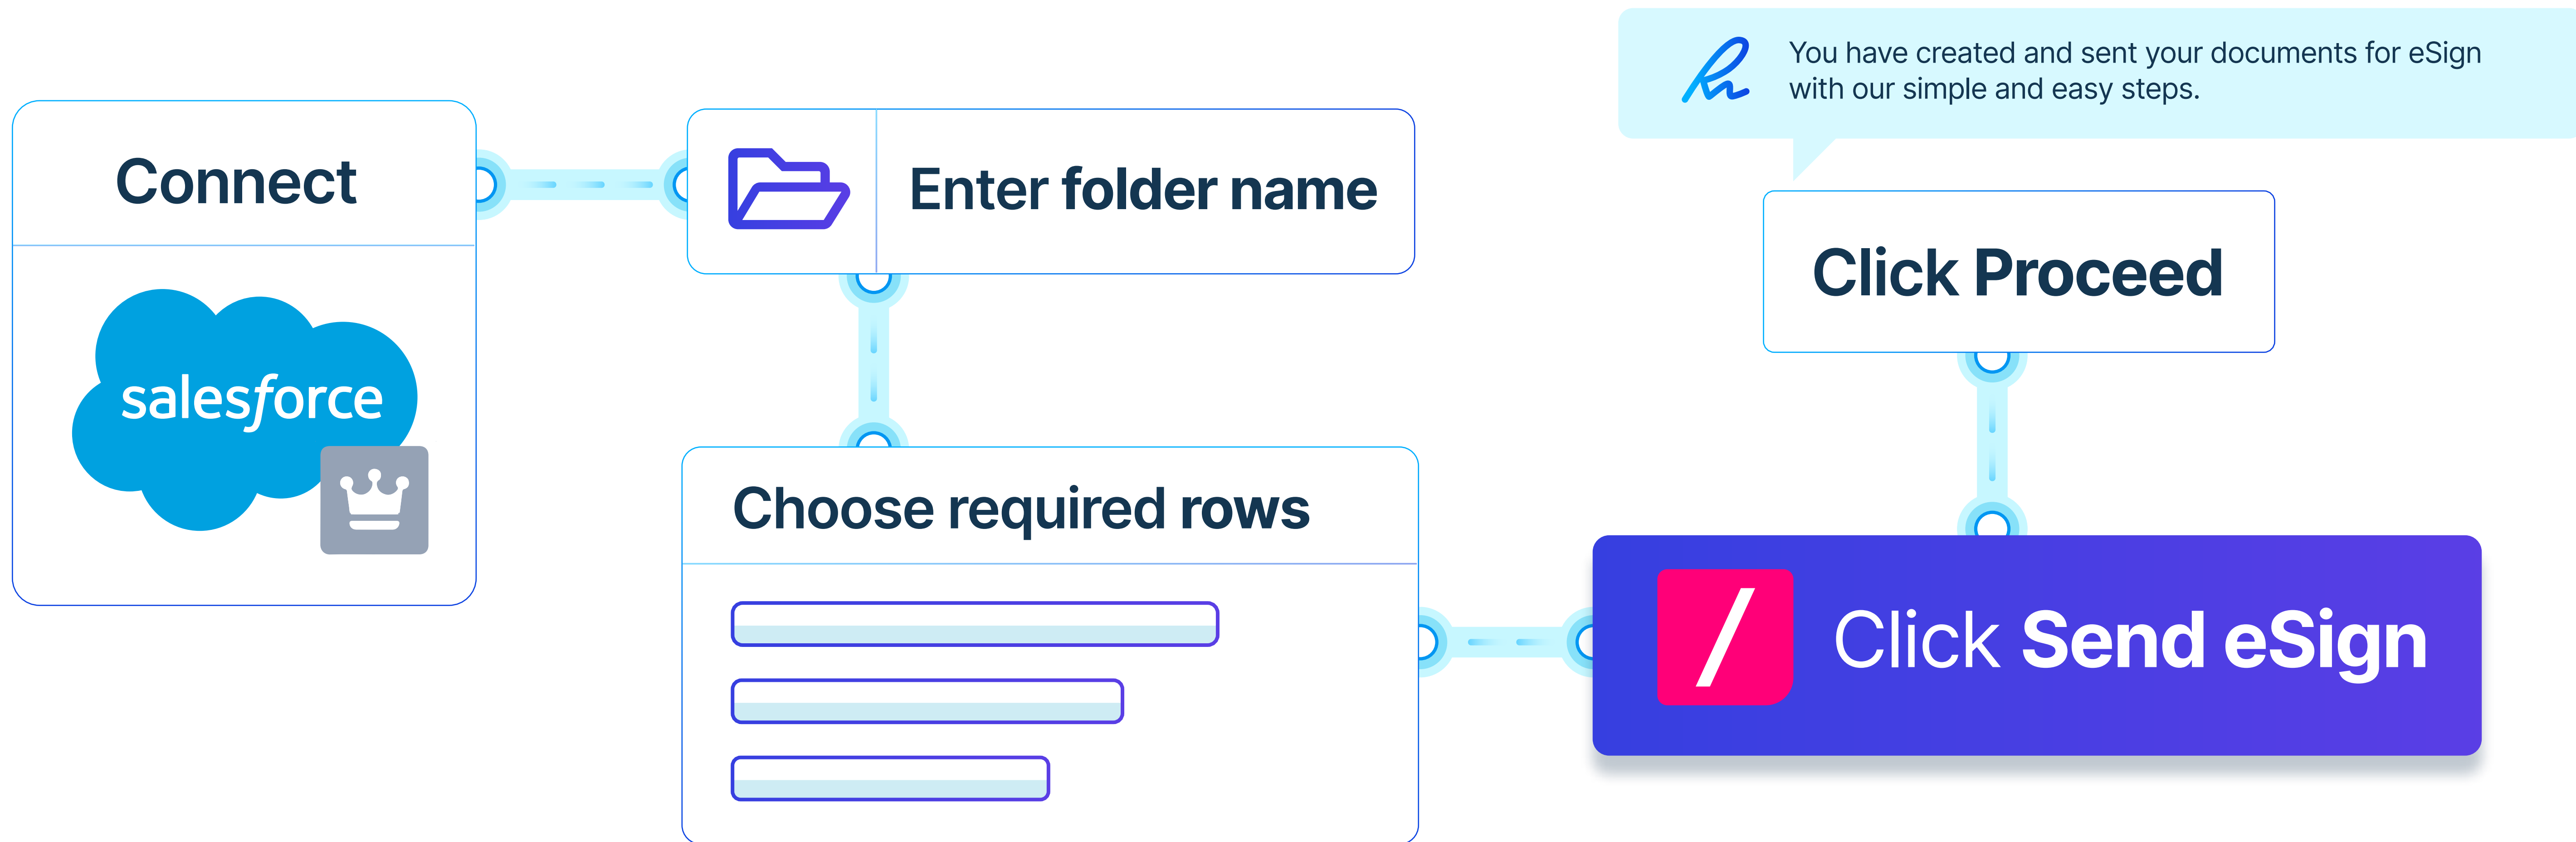 Connect
salesforce
Enter folder name
Choose required rows
Click Send eSign
Click Proceed
You have created and sent your documents for eSign
with our simple and easy steps.